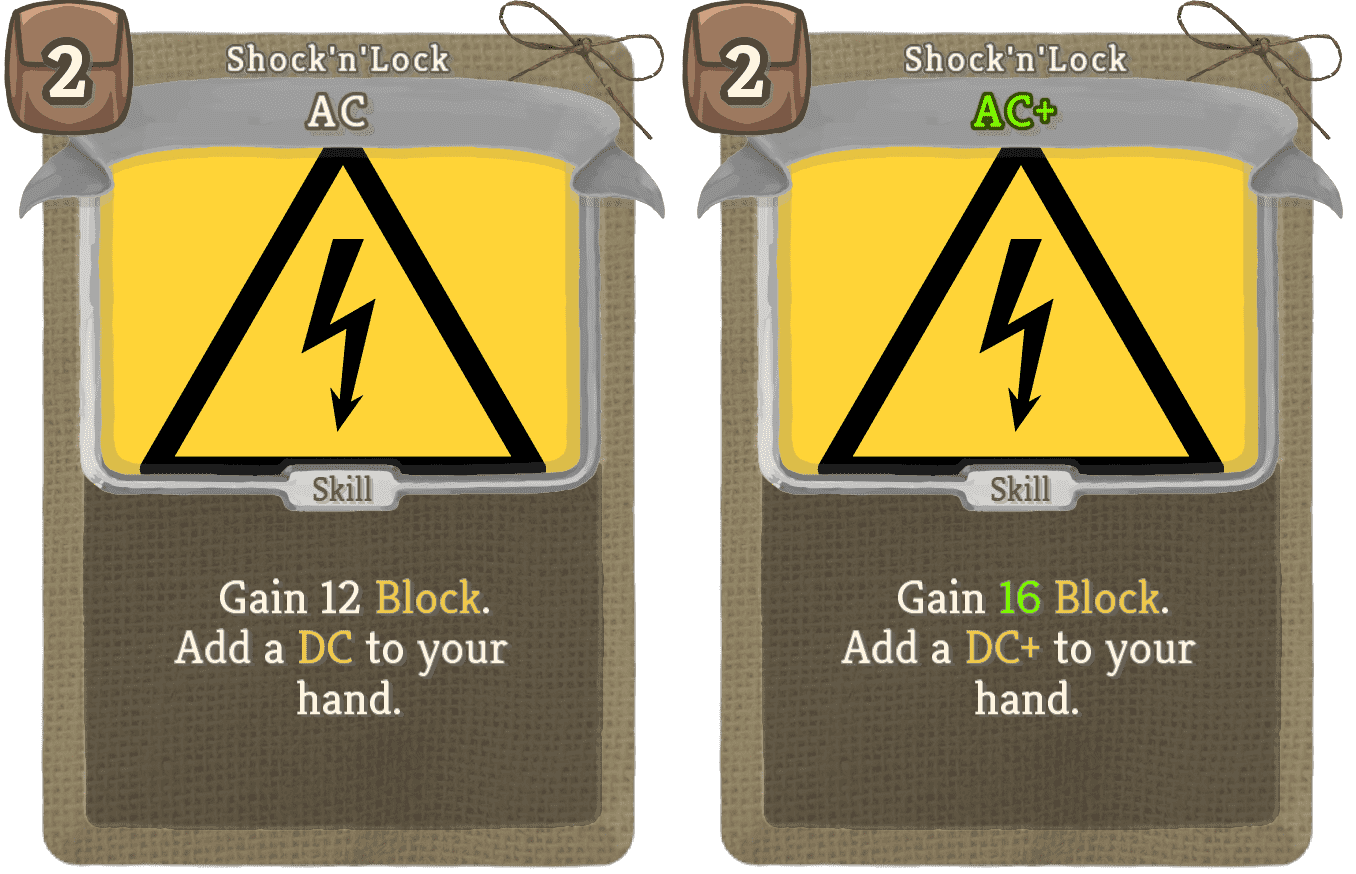 2
Shock'n'Lock
AC
Skill
Gain 12 Block.
Add a DC to your
hand.
2
Shock'n'Lock
AC+
Skill
Gain 16 Block.
Add a DC+ to your
hand.